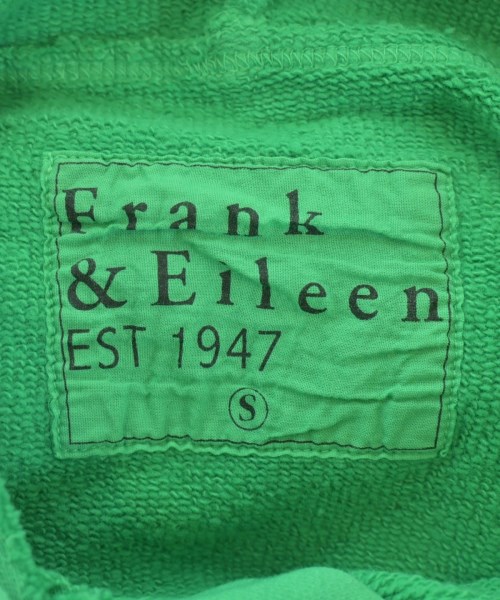 Frank
& Eileen
EST 1947
S